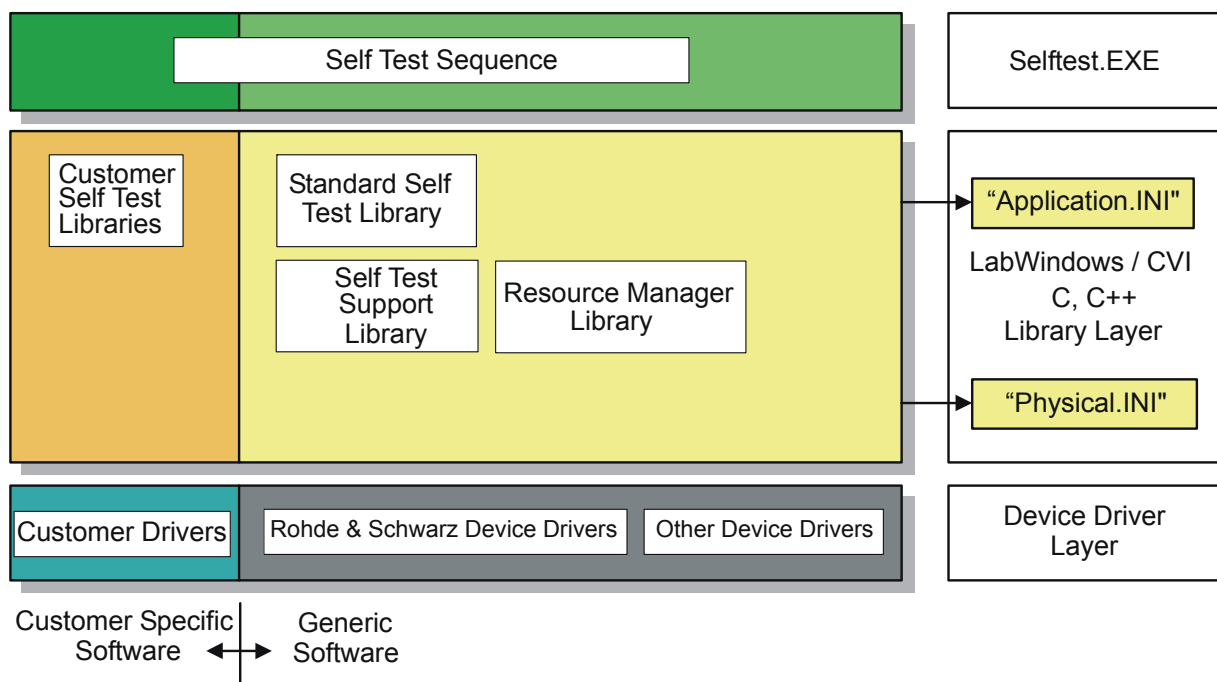 Self Test Sequence
Selftest.EXE
Customer
Self Test
Libraries
Standard Self
Test Library
Self Test
Support
Library
Resource Manager
Library
“Application.INI"
LabWindows / CVI
C, C++
Library Layer
“Physical.INI"
Customer Drivers
Rohde & Schwarz Device Drivers
Other Device Drivers
Device Driver
Layer
Customer Specific
Software
Generic
Software